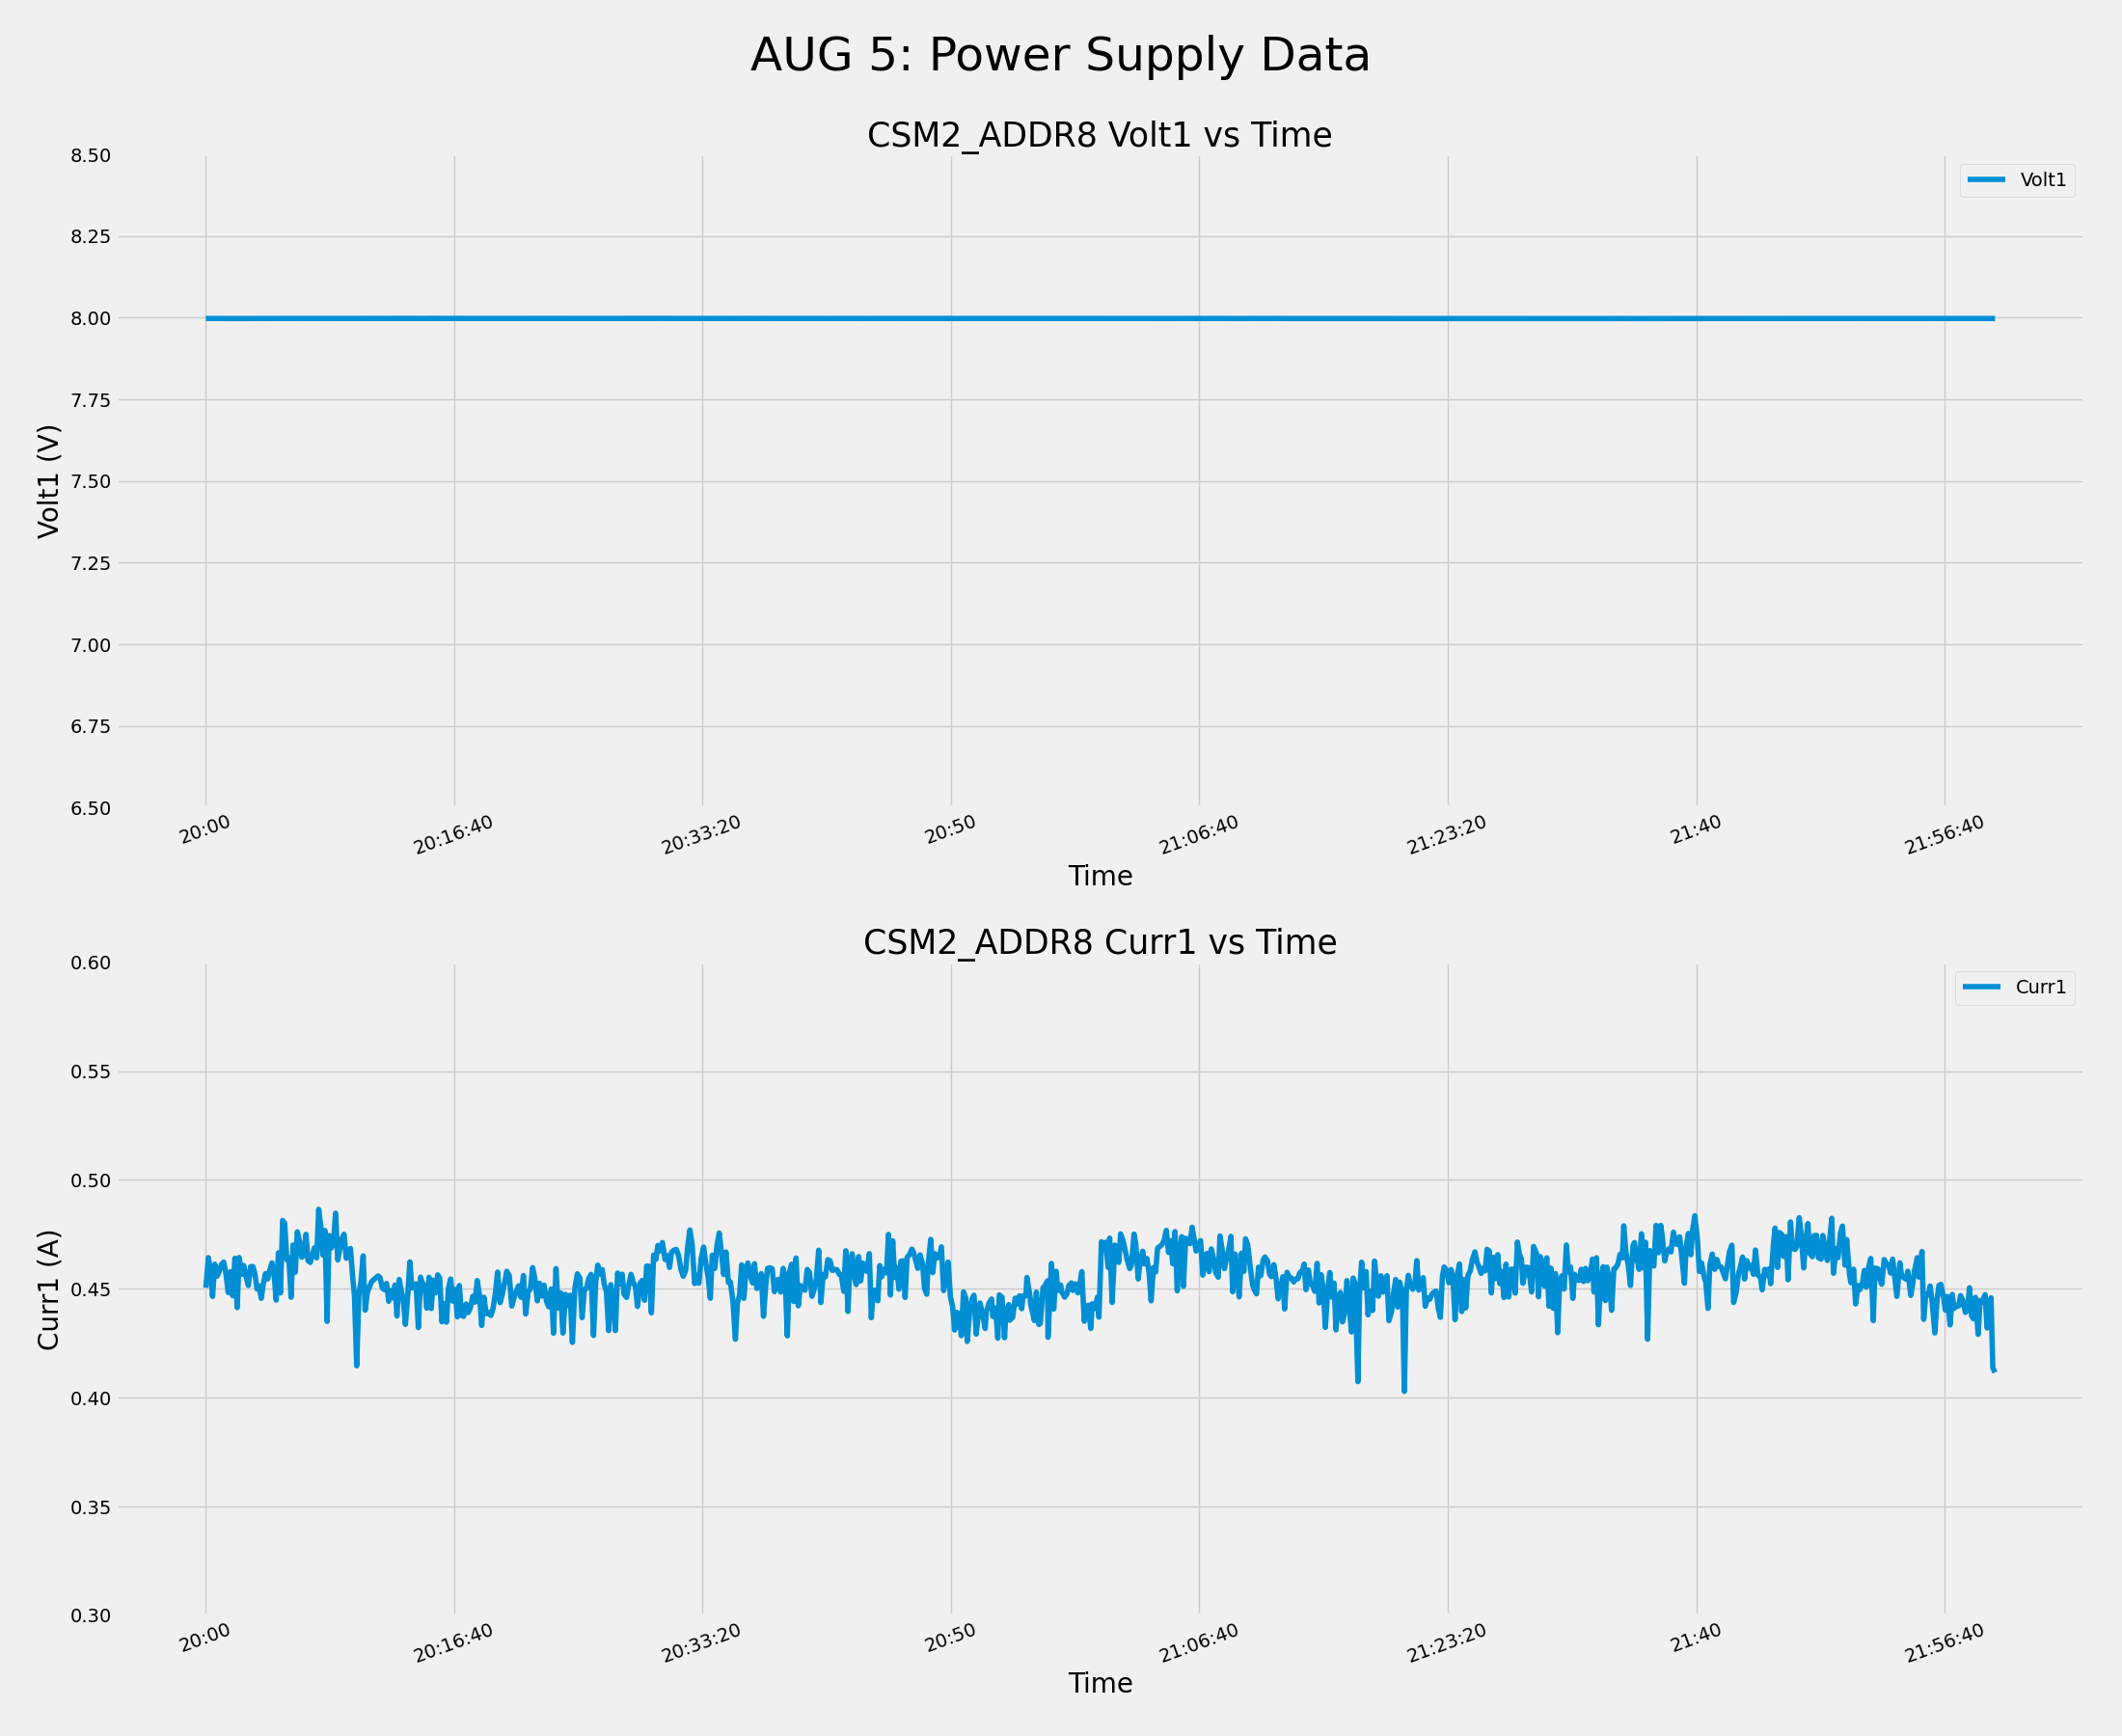 AUG 5: Power Supply Data
CSM2_ADDR8 Volt1 vs Time
Volt1
Volt1 (V)
8.50
8.25
8.00
7.75
7.50
7.25
7.00
6.75
6.50
20:00 20:16:40 20:33:20 20:50 21:06:40 21:23:20 21:40 21:56:40
Time
CSM2_ADDR8 Curr1 vs Time
Curr1
Curr1 (A)
0.60
0.55
0.50
0.45
0.40
0.35
0.30
20:00 20:16:40 20:33:20 20:50 21:06:40 21:23:20 21:40 21:56:40
Time